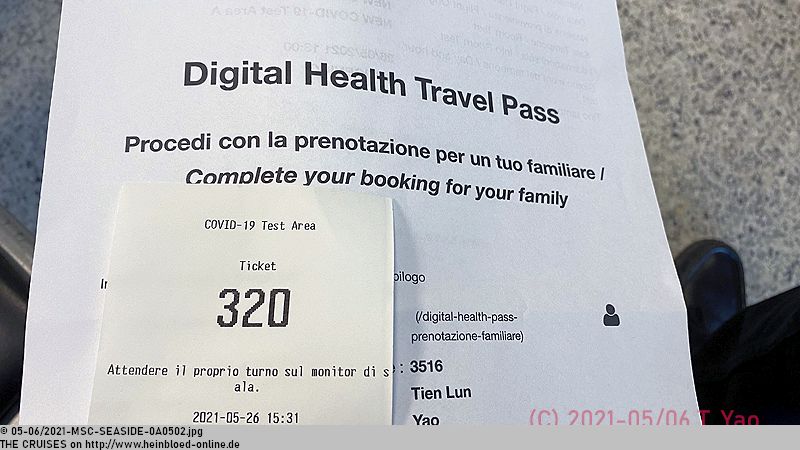 Digital Health Travel Pass
Procedi con la prenotazione per un tuo familiare /
Complete your booking for your family
COVID-19 Test Area
Ticket
320
Attendere il proprio turno sul monitor di s
ala.
2021-05-26 15:31
pilogo
(/digital-health-pass-
prenotazione-familiare)
: 3516
Tien Lun
Yao
(C) 2021-05/06 T. Yao
© 05-06/2021-MSC-SEASIDE-0A0502.jpg
THE CRUISES on http://www.heinbloed-online.de